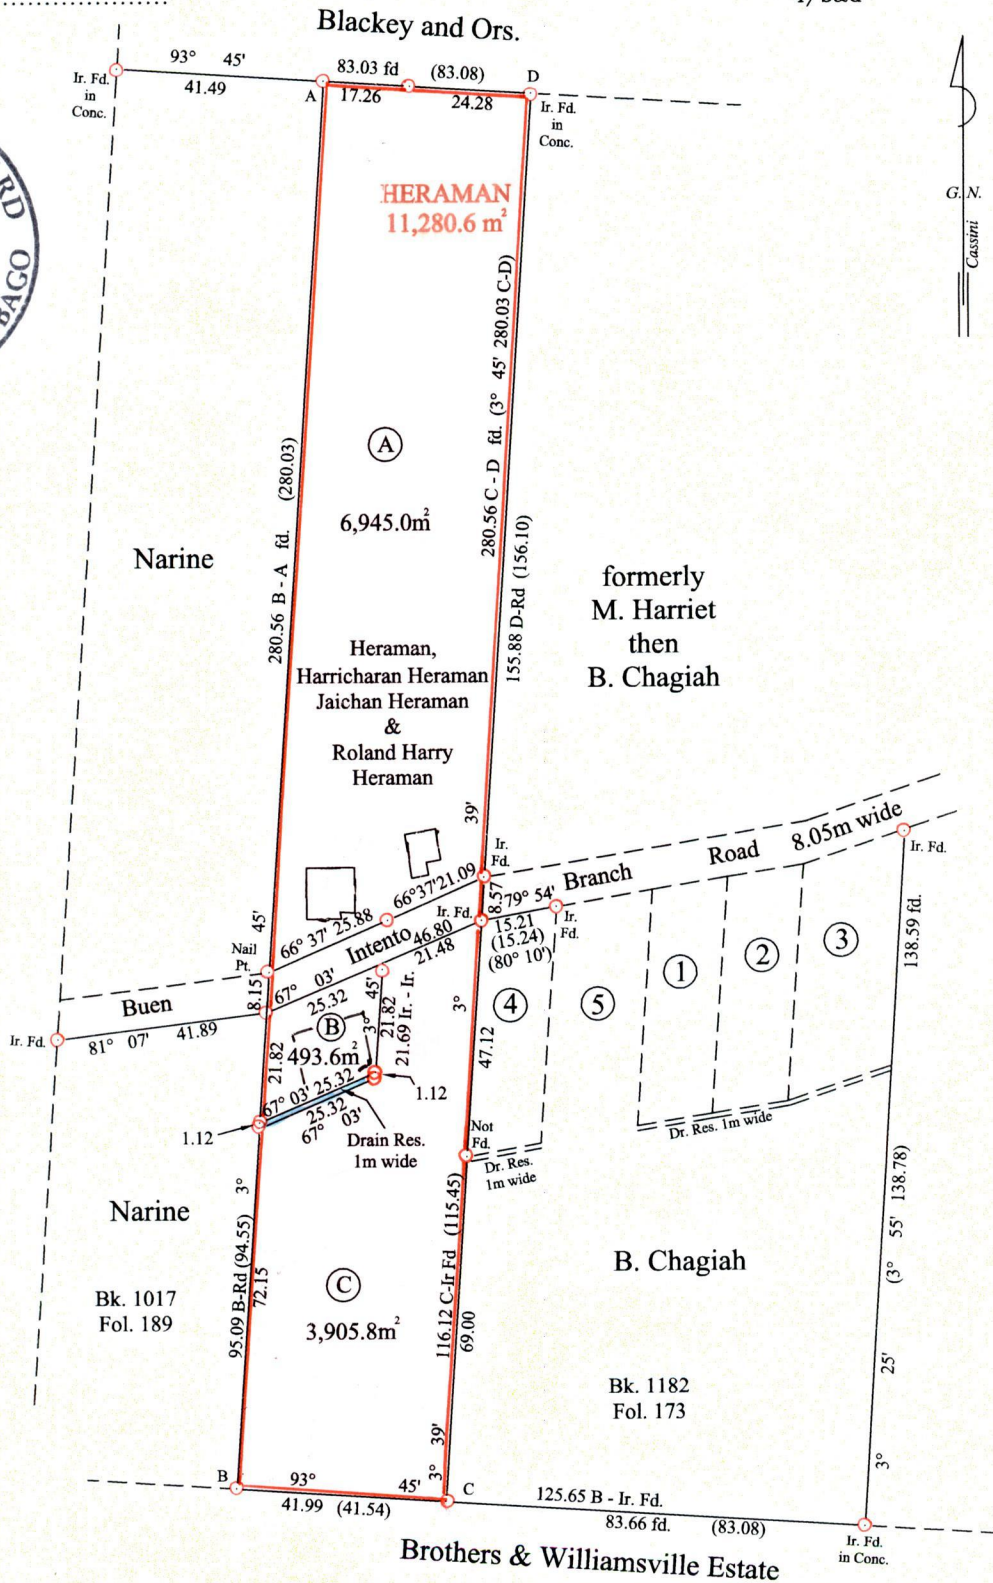 Blackey and Ors.
93° 45'
41.49
83.03 fd (83.08)
17.26
24.28
A
D
Ir. Fd.
in
Conc.
Ir. Fd.
in
Conc.
RD
BAGO
G. N.
Cassini
HERAMAN
11,280.6 m²
280.56 C - D fd. (3° 45' 280.03 C-D)
155.88 D-Rd (156.10)
39'
280.56 B - A fd. (280.03)
45'
A
6,945.0m²
Narine
formerly
M. Harriet
then
B. Chagiah
Heraman,
Harricharan Heraman
Jaichan Heraman
&
Roland Harry
Heraman
Buen Intento Branch Road 8.05m wide
Ir. Fd.
Ir.
Fd.
66° 37' 25.88
66°37'21.09
8.57
79° 54'
15.21
(15.24)
(80° 10')
Ir. Fd.
Ir.
Fd.
Nail
Pt.
8.15
67° 03' 46.80
25.32
21.48
Ir. Fd.
81° 07' 41.89
138.59 fd.
1
2
3
4
5
B
493.6m²
21.82
3° 45'
21.82
21.69 Ir. - Ir.
67° 03' 25.32
25.32
67° 03'
1.12
1.12
Drain Res.
1m wide
3°
47.12
Not
Fd.
Dr. Res.
1m wide
Dr. Res. 1m wide
Narine
Bk. 1017
Fol. 189
3°
95.09 B-Rd (94.55)
72.15
C
3,905.8m²
116.12 C-Ir Fd (115.45)
69.00
3° 39'
B. Chagiah
Bk. 1182
Fol. 173
(3° 55' 138.78)
3° 25'
B
93° 45'
41.99 (41.54)
C
125.65 B - Ir. Fd.
83.66 fd. (83.08)
Ir. Fd.
in Conc.
Brothers & Williamsville Estate